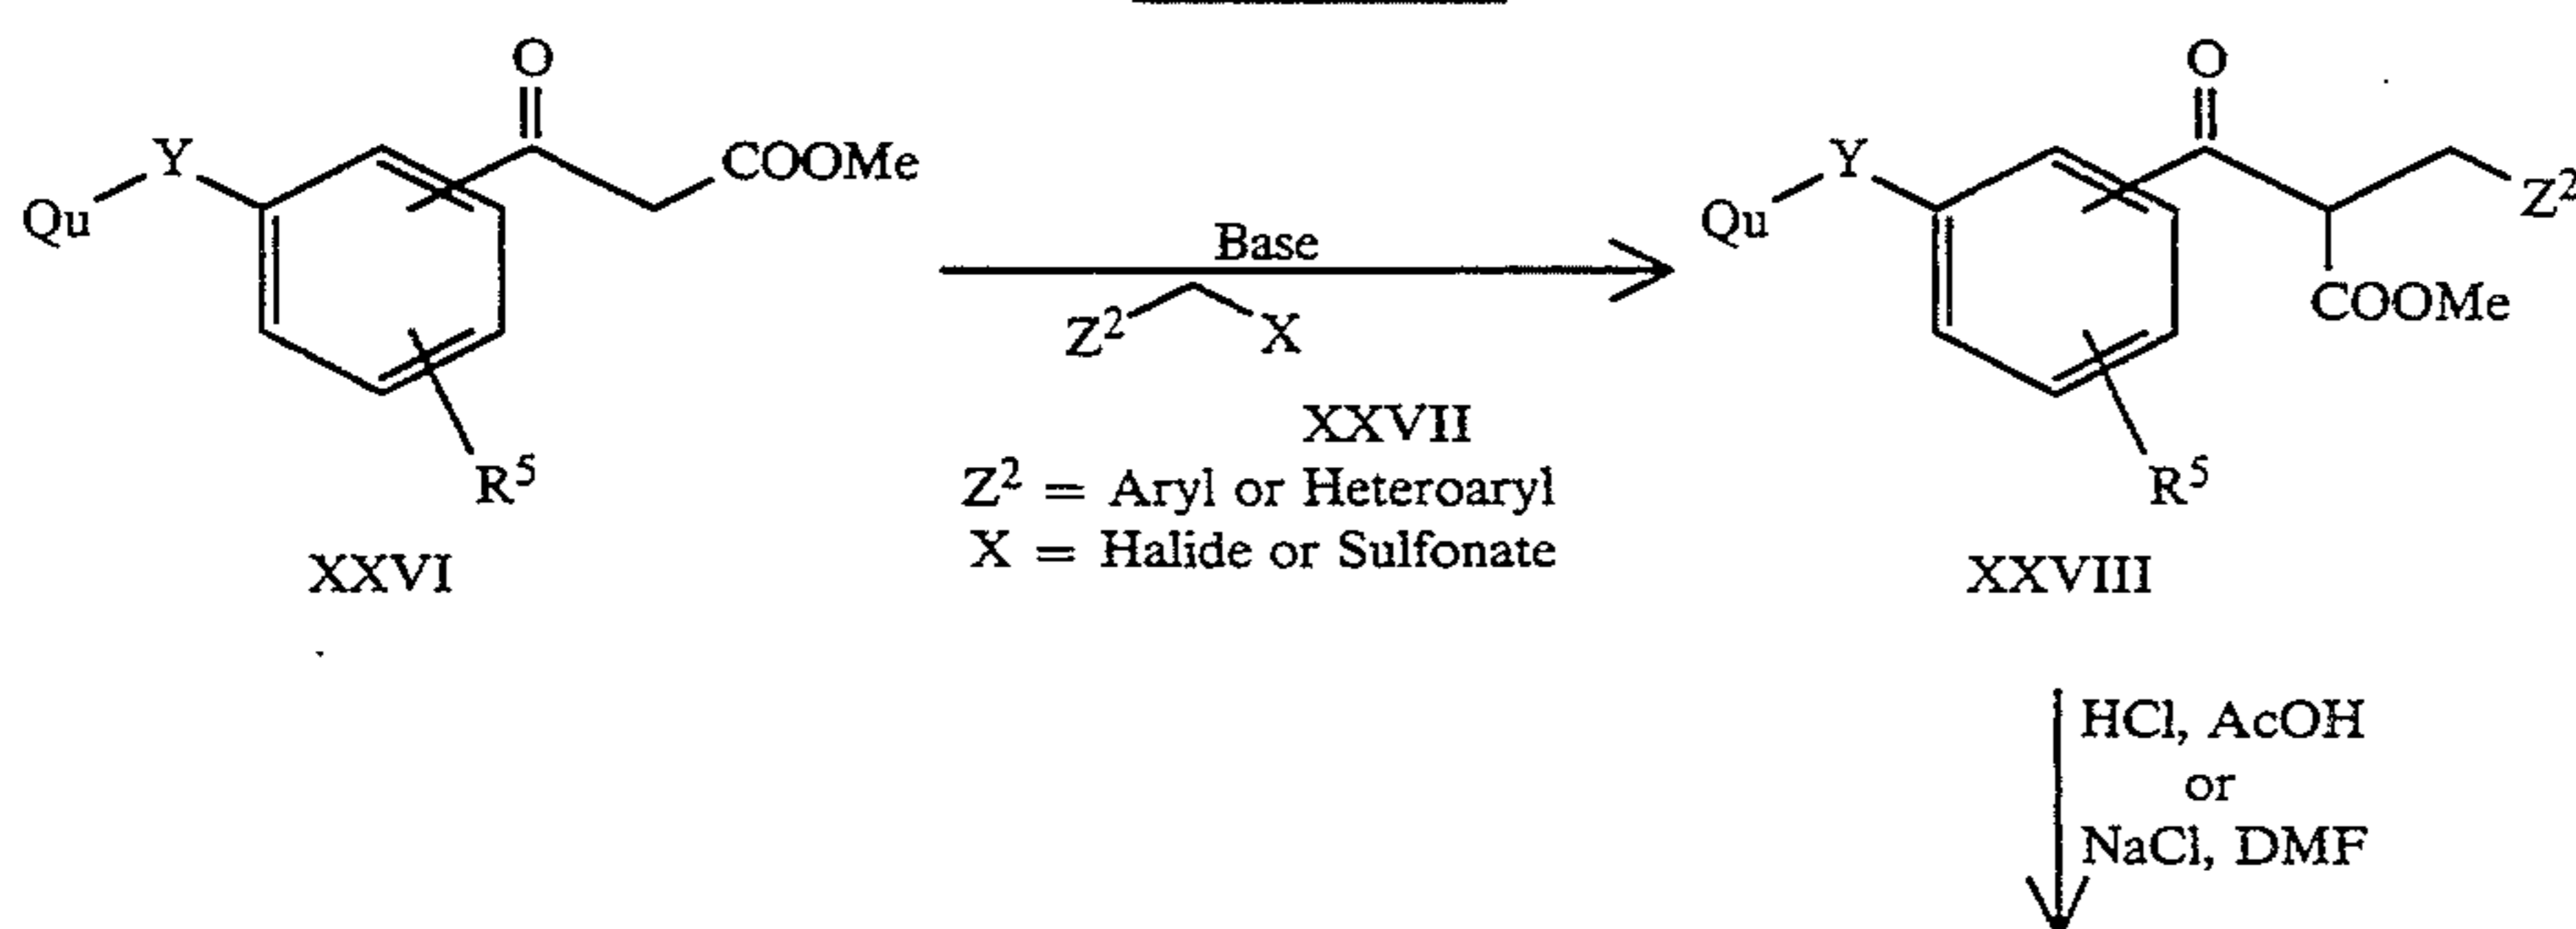 O
Y
COOMe
Qu
R⁵
XXVI
Base
Z² X
XXVII
Z² = Aryl or Heteroaryl
X = Halide or Sulfonate
O
Y
Z²
Qu
COOMe
R⁵
XXVIII
HCl, AcOH
or
NaCl, DMF